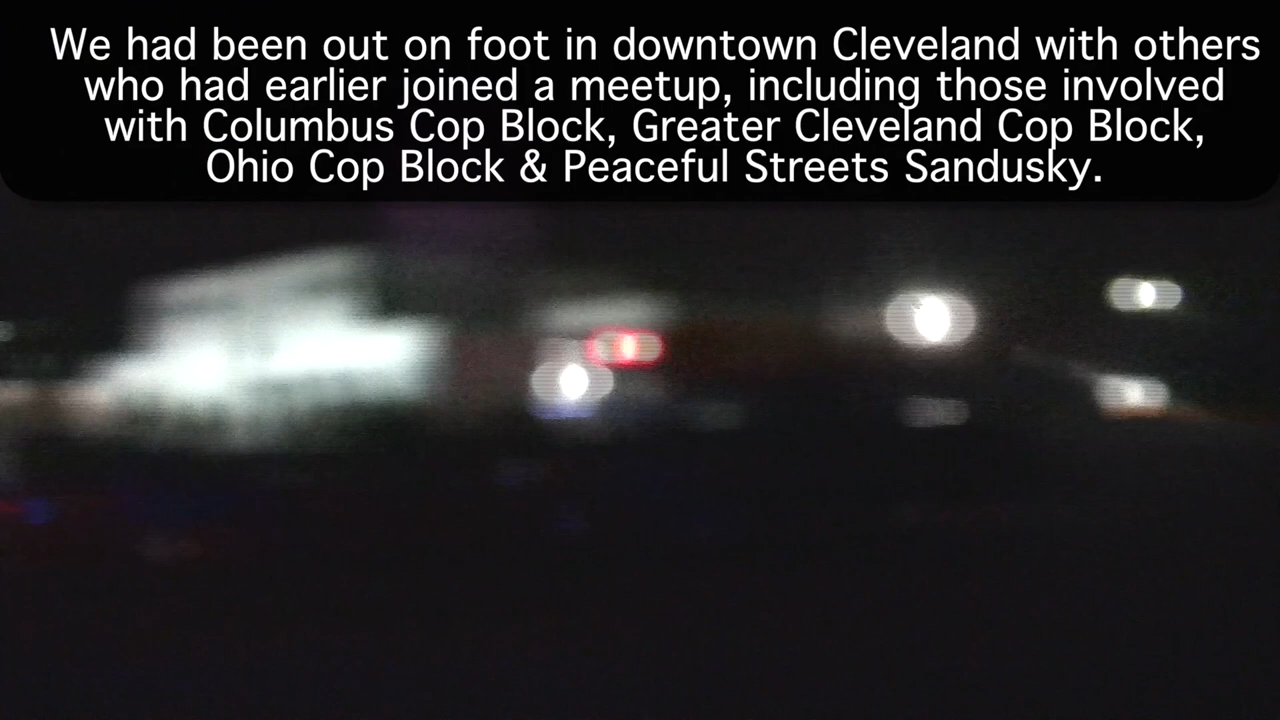 We had been out on foot in downtown Cleveland with others
who had earlier joined a meetup, including those involved
with Columbus Cop Block, Greater Cleveland Cop Block,
Ohio Cop Block & Peaceful Streets Sandusky.